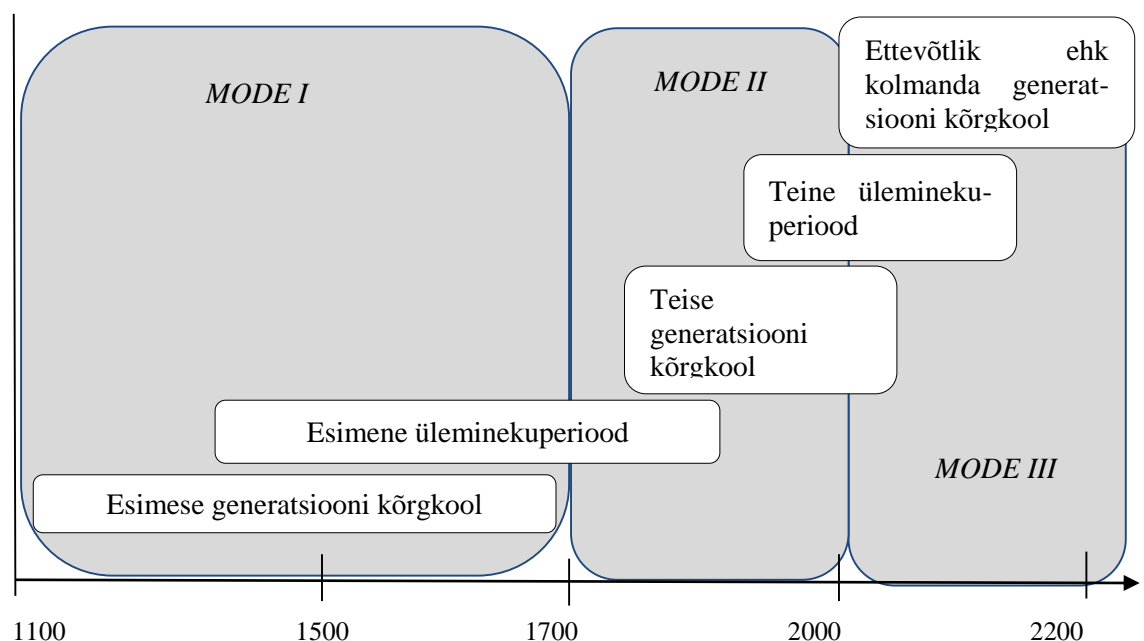 MODE I
MODE II
Ettevõtlik ehk
kolmanda generat-
siooni kõrgkool
Teine ülemineku-
periood
Teise
generatsiooni
kõrgkool
Esimene üleminekuperiood
MODE III
Esimese generatsiooni kõrgkool
1100 1500 1700 2000 2200